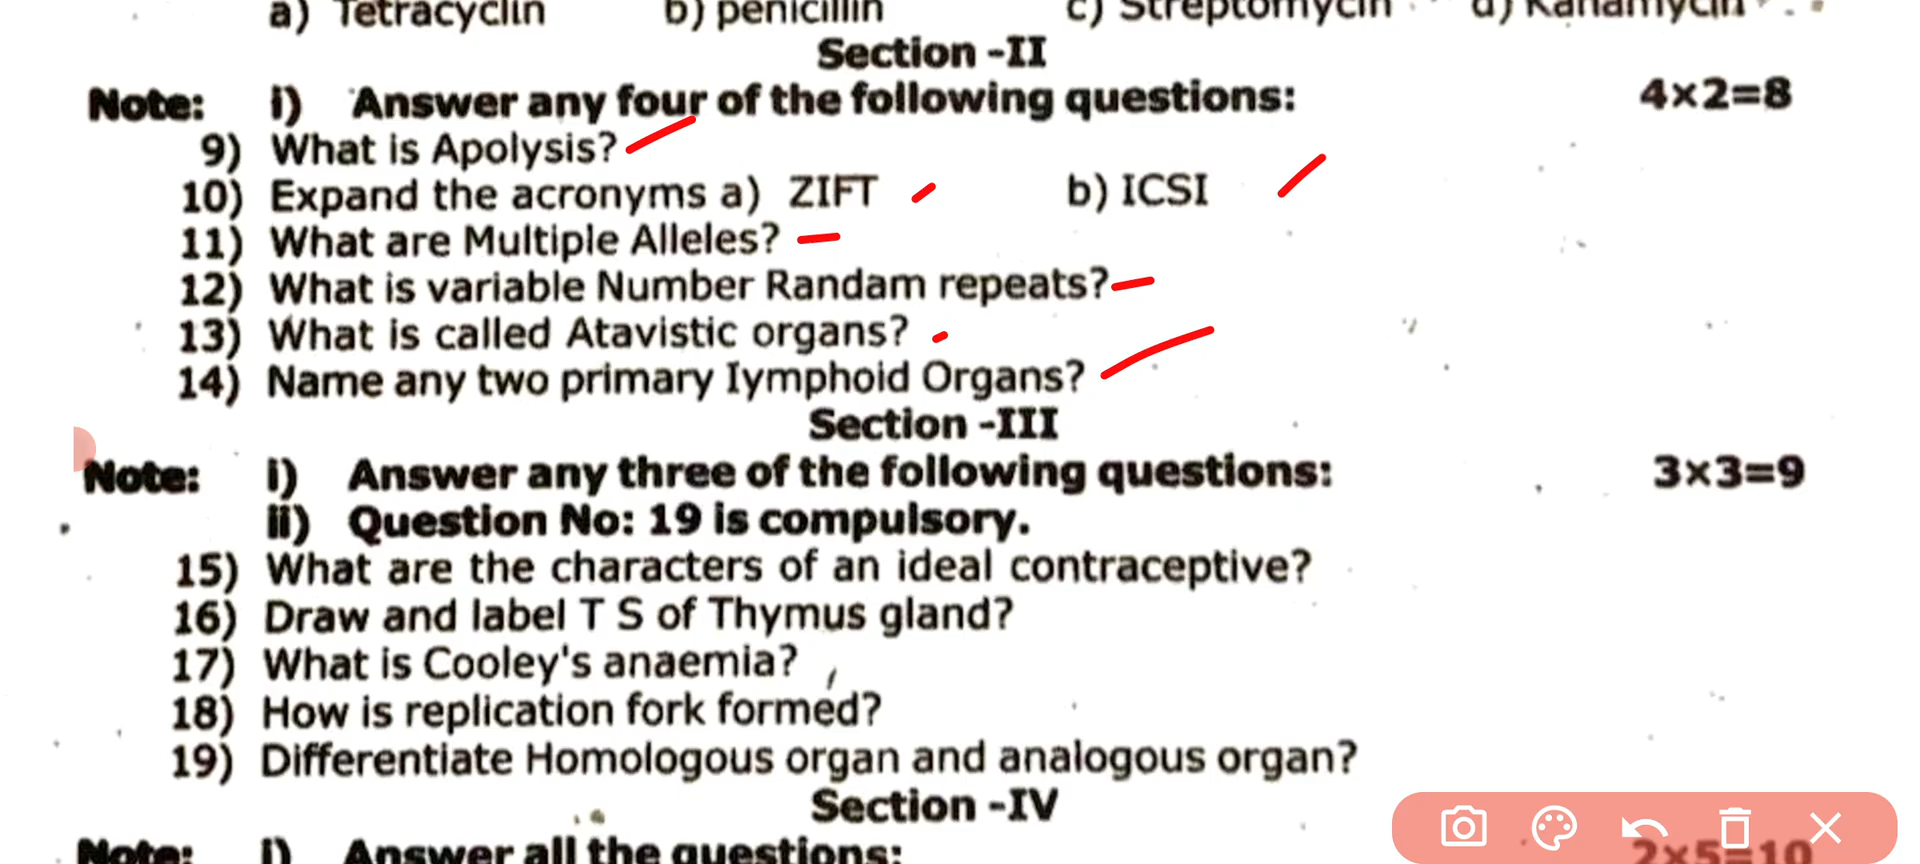 a) Tetracyclin b) penicillin c) Streptomycin d) Kanamycin
Section -II
Note: i) Answer any four of the following questions: 4×2=8
9) What is Apolysis?
10) Expand the acronyms a) ZIFT b) ICSI
11) What are Multiple Alleles?
12) What is variable Number Randam repeats?
13) What is called Atavistic organs?
14) Name any two primary Iymphoid Organs?
Section -III
Note: i) Answer any three of the following questions: 3×3=9
ii) Question No: 19 is compulsory.
15) What are the characters of an ideal contraceptive?
16) Draw and label T S of Thymus gland?
17) What is Cooley's anaemia?
18) How is replication fork formed?
19) Differentiate Homologous organ and analogous organ?
Section -IV
Note: i) Answer all the questions: 2×5=10